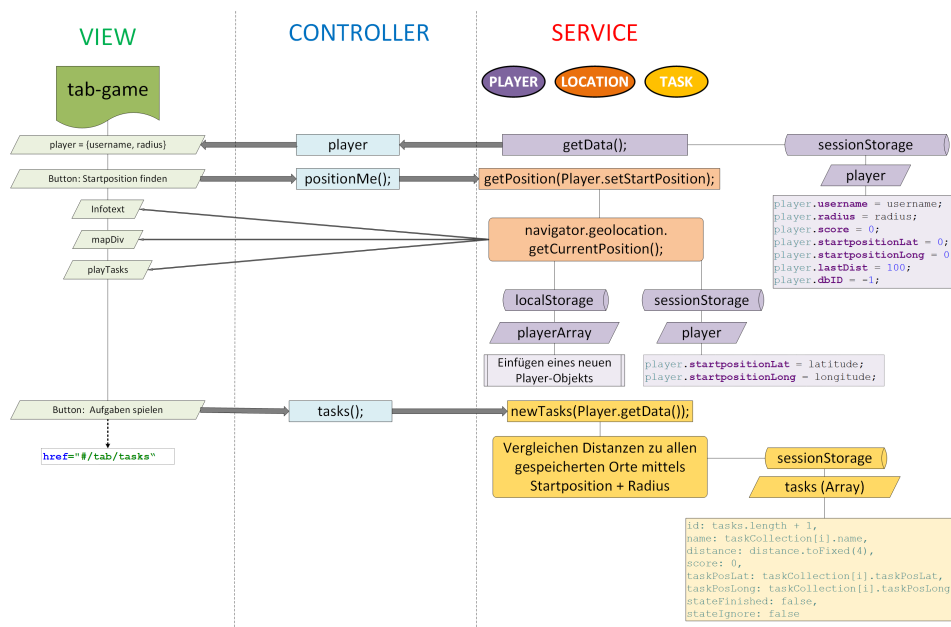 VIEW
CONTROLLER
SERVICE
tab-game
PLAYER
LOCATION
TASK
player = {username, radius}
player
getData();
sessionStorage
player
player.username = username;
player.radius = radius;
player.score = 0;
player.startpositionLat = 0;
player.startpositionLong = 0
player.lastDist = 100;
player.dbID = -1;
Button: Startposition finden
positionMe();
getPosition(Player.setStartPosition);
Infotext
mapDiv
playTasks
navigator.geolocation.
getCurrentPosition();
localStorage
playerArray
Einfügen eines neuen
Player-Objekts
sessionStorage
player
player.startpositionLat = latitude;
player.startpositionLong = longitude;
Button: Aufgaben spielen
tasks();
newTasks(Player.getData());
href="#/tab/tasks“
Vergleichen Distanzen zu allen
gespeicherten Orte mittels
Startposition + Radius
sessionStorage
tasks (Array)
id: tasks.length + 1,
name: taskCollection[i].name,
distance: distance.toFixed(4),
score: 0,
taskPosLat: taskCollection[i].taskPosLat,
taskPosLong: taskCollection[i].taskPosLong
stateFinished: false,
stateIgnore: false